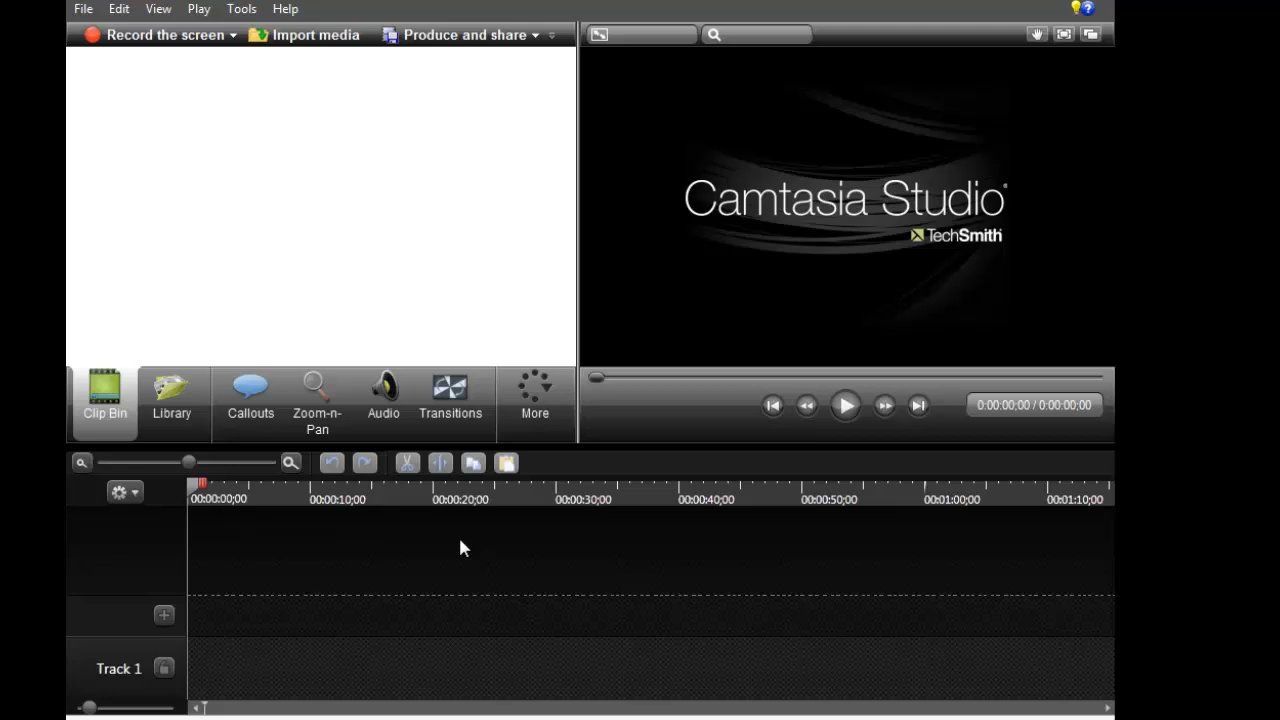 File Edit View Play Tools Help
Record the screen Import media Produce and share
Camtasia Studio
TechSmith
Clip Bin Library Callouts Zoom-n-Pan Audio Transitions More
0:00:00;00 / 0:00:00;00
00:00:00;00 00:00:10;00 00:00:20;00 00:00:30;00 00:00:40;00 00:00:50;00 00:01:00;00 00:01:10;00
Track 1